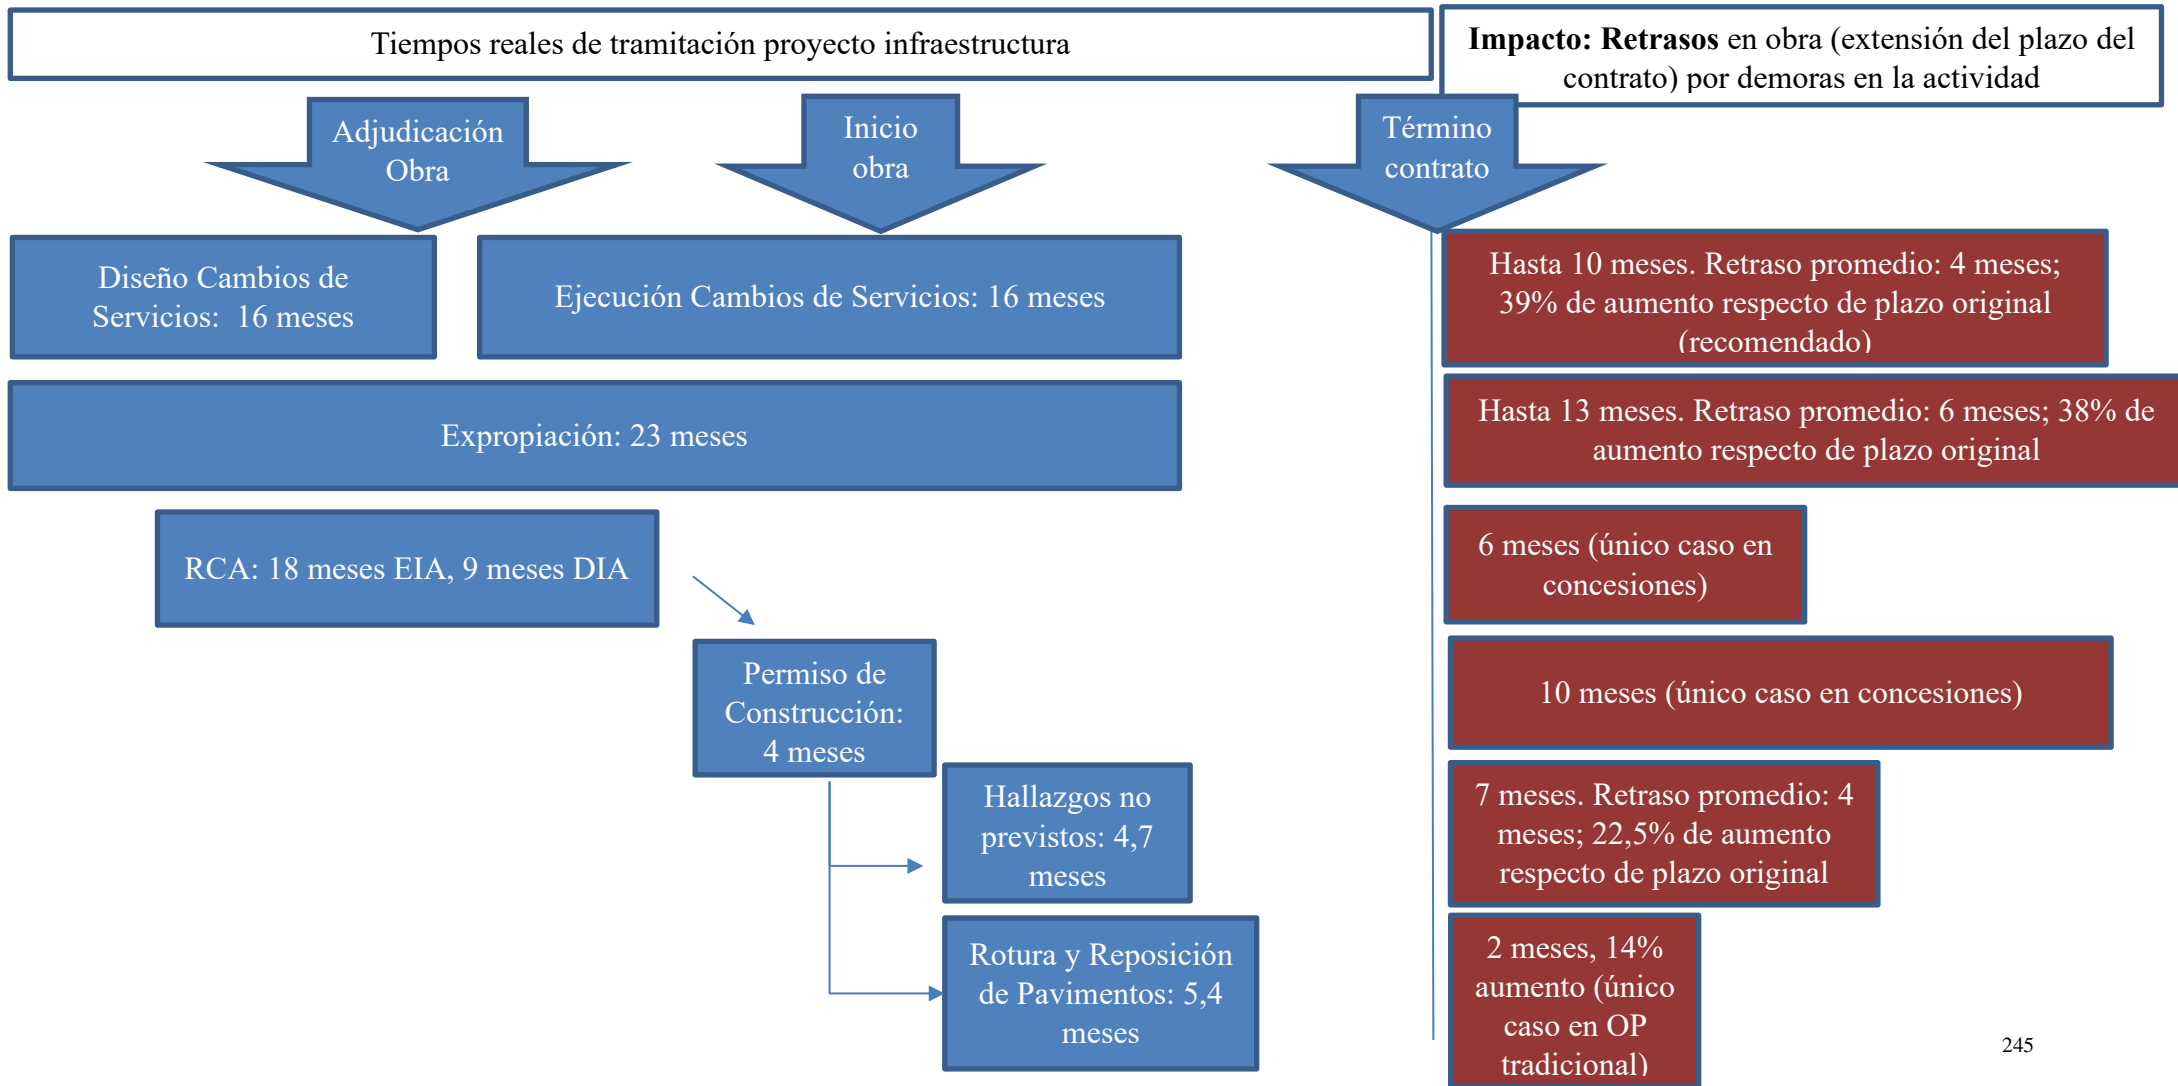 Tiempos reales de tramitación proyecto infraestructura
Impacto: Retrasos en obra (extensión del plazo del
contrato) por demoras en la actividad
Adjudicación
Obra
Inicio
obra
Término
contrato
Diseño Cambios de
Servicios: 16 meses
Ejecución Cambios de Servicios: 16 meses
Hasta 10 meses. Retraso promedio: 4 meses;
39% de aumento respecto de plazo original
(recomendado)
Expropiación: 23 meses
Hasta 13 meses. Retraso promedio: 6 meses; 38% de
aumento respecto de plazo original
RCA: 18 meses EIA, 9 meses DIA
6 meses (único caso en
concesiones)
Permiso de
Construcción:
4 meses
10 meses (único caso en concesiones)
Hallazgos no
previstos: 4,7
meses
7 meses. Retraso promedio: 4
meses; 22,5% de aumento
respecto de plazo original
Rotura y Reposición
de Pavimentos: 5,4
meses
2 meses, 14%
aumento (único
caso en OP
tradicional)
245